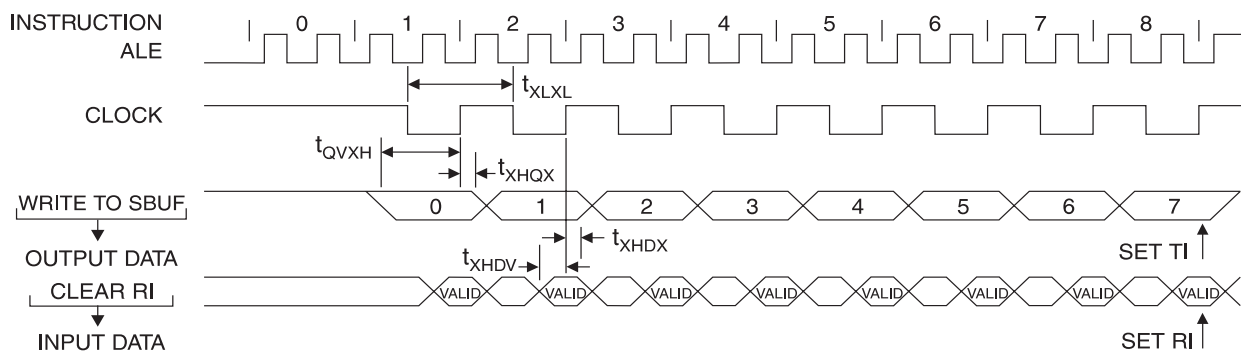 INSTRUCTION 0 1 2 3 4 5 6 7 8
ALE
tXLXL
CLOCK
tQVXH
tXHQX
WRITE TO SBUF 0 1 2 3 4 5 6 7
tXHDX
OUTPUT DATA
SET TI
tXHDV
CLEAR RI VALID VALID VALID VALID VALID VALID VALID VALID
INPUT DATA
SET RI